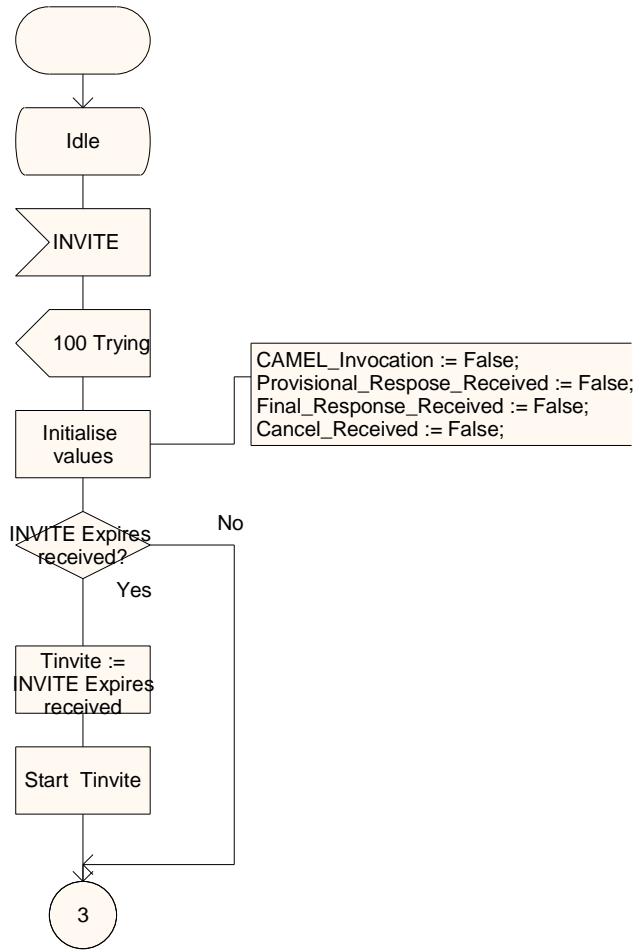 Idle
INVITE
100 Trying
CAMEL_Invocation := False;
Provisional_Respose_Received := False;
Final_Response_Received := False;
Cancel_Received := False;
Initialise
values
INVITE Expires
received?
No
Yes
Tinvite :=
INVITE Expires
received
Start  Tinvite
3